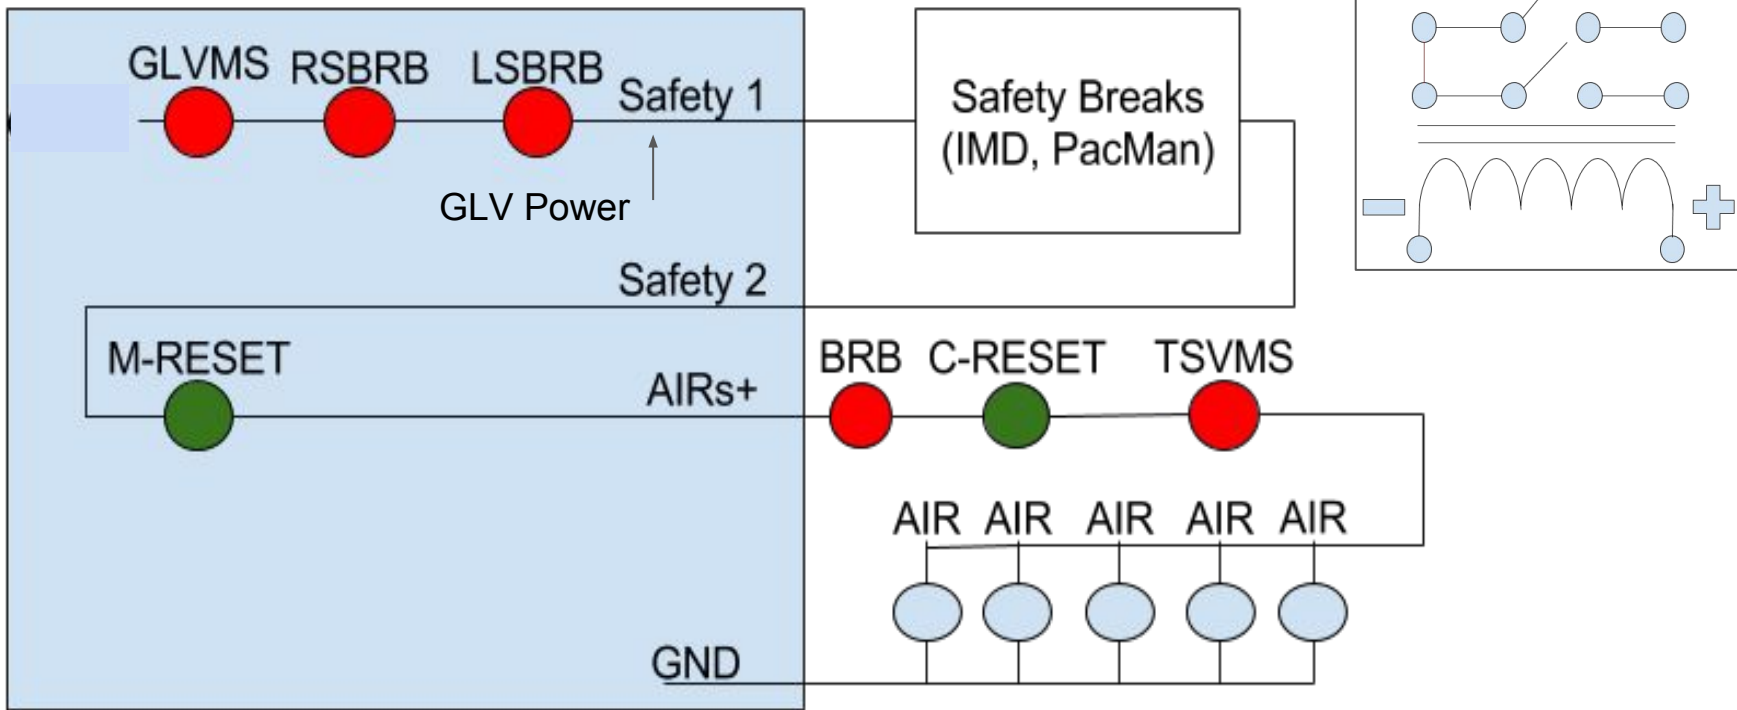 GLVMS RSBRB LSBRB
Safety 1
Safety Breaks
(IMD, PacMan)
GLV Power
Safety 2
M-RESET
AIRs+
BRB C-RESET TSVMS
AIR AIR AIR AIR AIR
GND